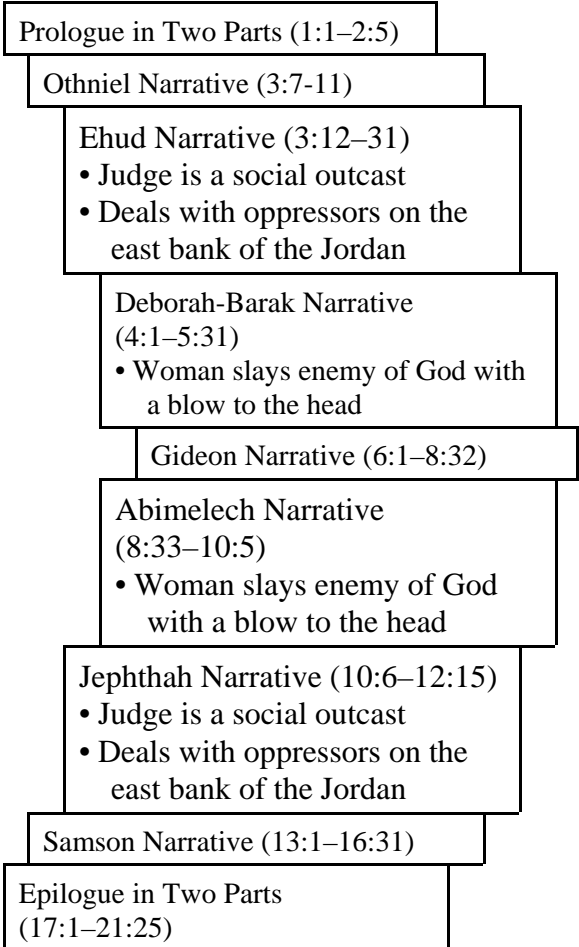 Prologue in Two Parts (1:1–2:5)
Othniel Narrative (3:7-11)
Ehud Narrative (3:12–31)
• Judge is a social outcast
• Deals with oppressors on the
east bank of the Jordan
Deborah-Barak Narrative
(4:1–5:31)
• Woman slays enemy of God with
a blow to the head
Gideon Narrative (6:1–8:32)
Abimelech Narrative
(8:33–10:5)
• Woman slays enemy of God
with a blow to the head
Jephthah Narrative (10:6–12:15)
• Judge is a social outcast
• Deals with oppressors on the
east bank of the Jordan
Samson Narrative (13:1–16:31)
Epilogue in Two Parts
(17:1–21:25)